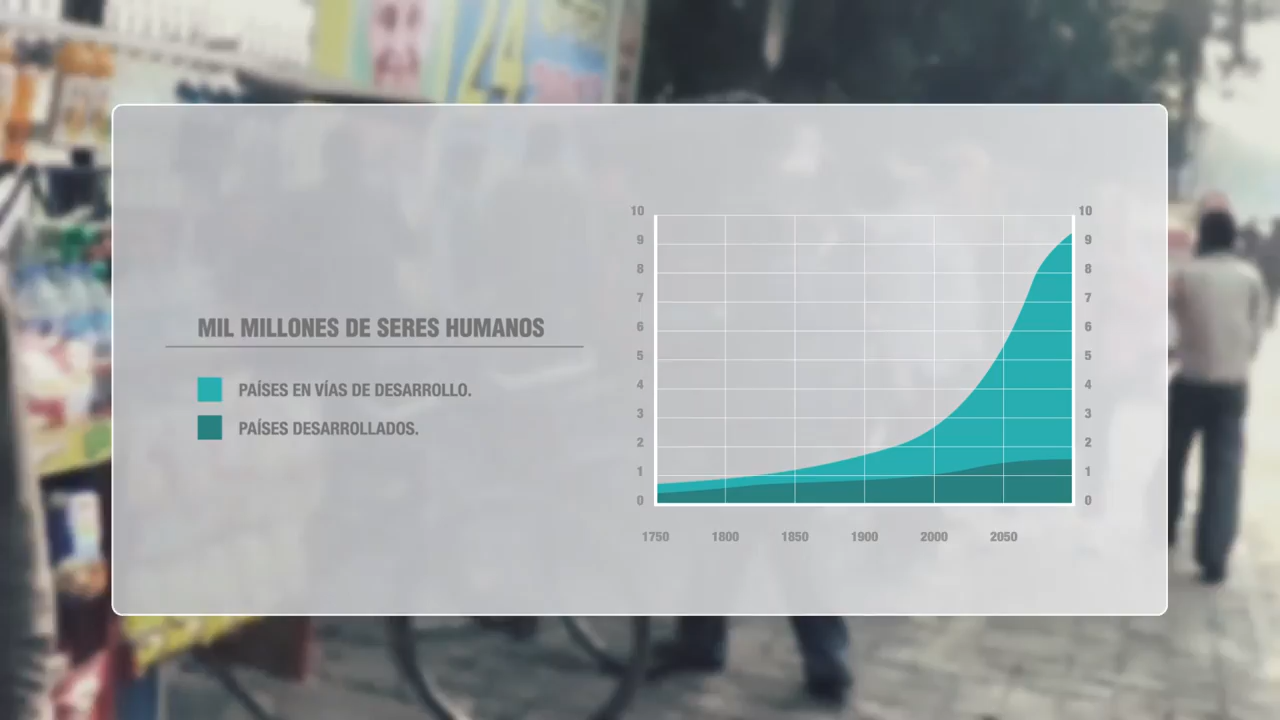 MIL MILLONES DE SERES HUMANOS
PAÍSES EN VÍAS DE DESARROLLO.
PAÍSES DESARROLLADOS.
10 10
9 9
8 8
7 7
6 6
5 5
4 4
3 3
2 2
1 1
0 0
1750 1800 1850 1900 2000 2050